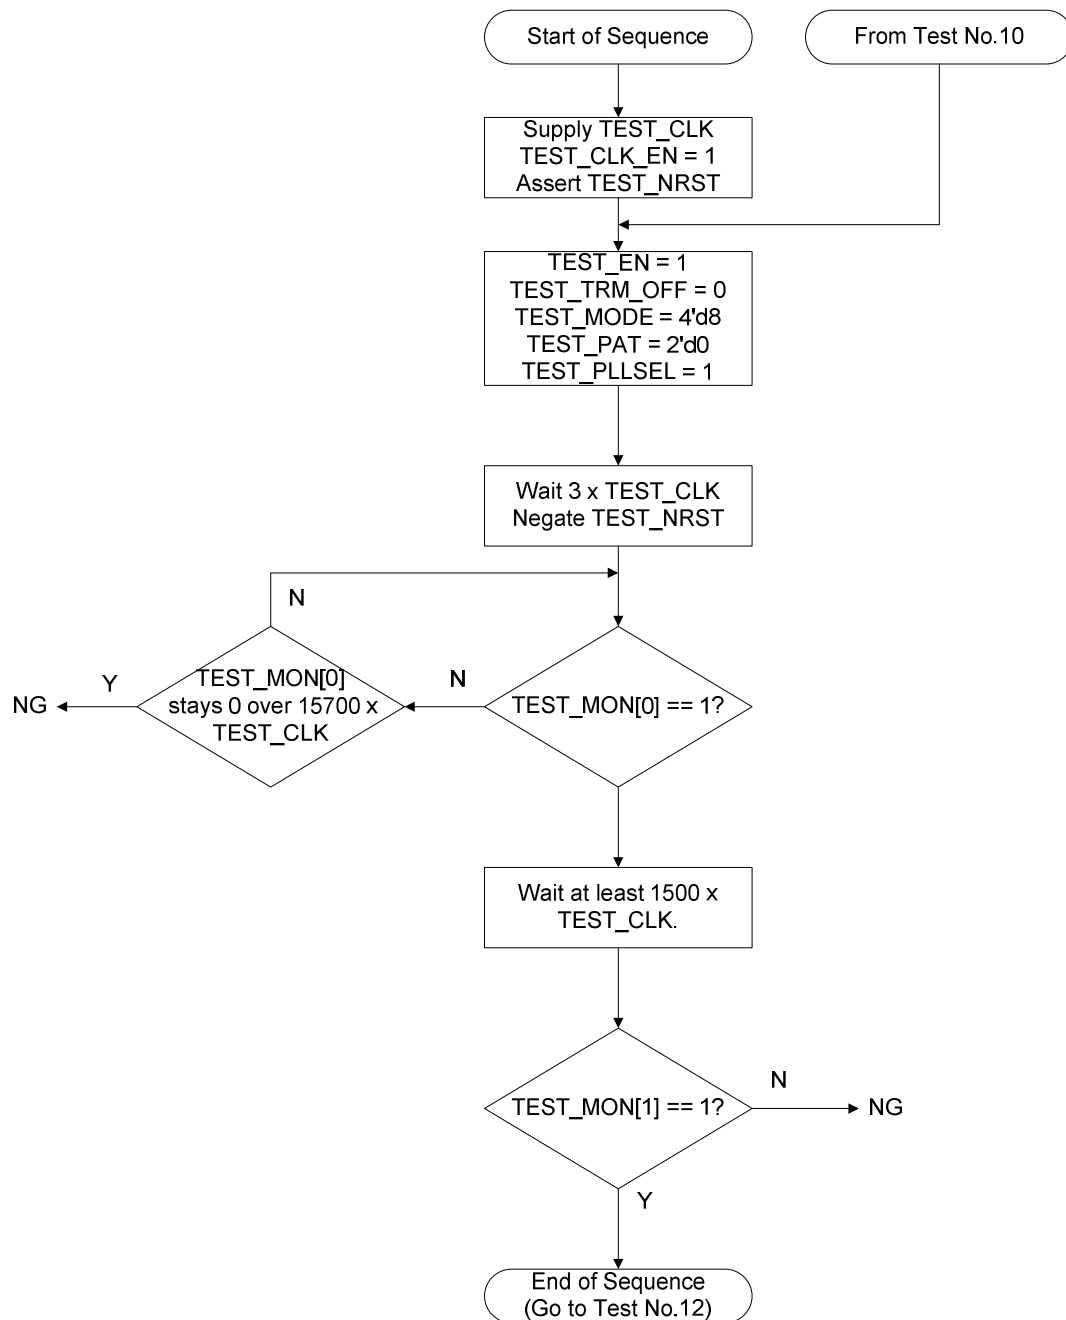 Start of Sequence
From Test No.10
Supply TEST_CLK
TEST_CLK_EN = 1
Assert TEST_NRST
TEST_EN = 1
TEST_TRM_OFF = 0
TEST_MODE = 4'd8
TEST_PAT = 2'd0
TEST_PLLSEL = 1
Wait 3 x TEST_CLK
Negate TEST_NRST
N
TEST_MON[0]
stays 0 over 15700 x
TEST_CLK
Y
NG
N
TEST_MON[0] == 1?
Wait at least 1500 x
TEST_CLK.
TEST_MON[1] == 1?
N
NG
Y
End of Sequence
(Go to Test No.12)